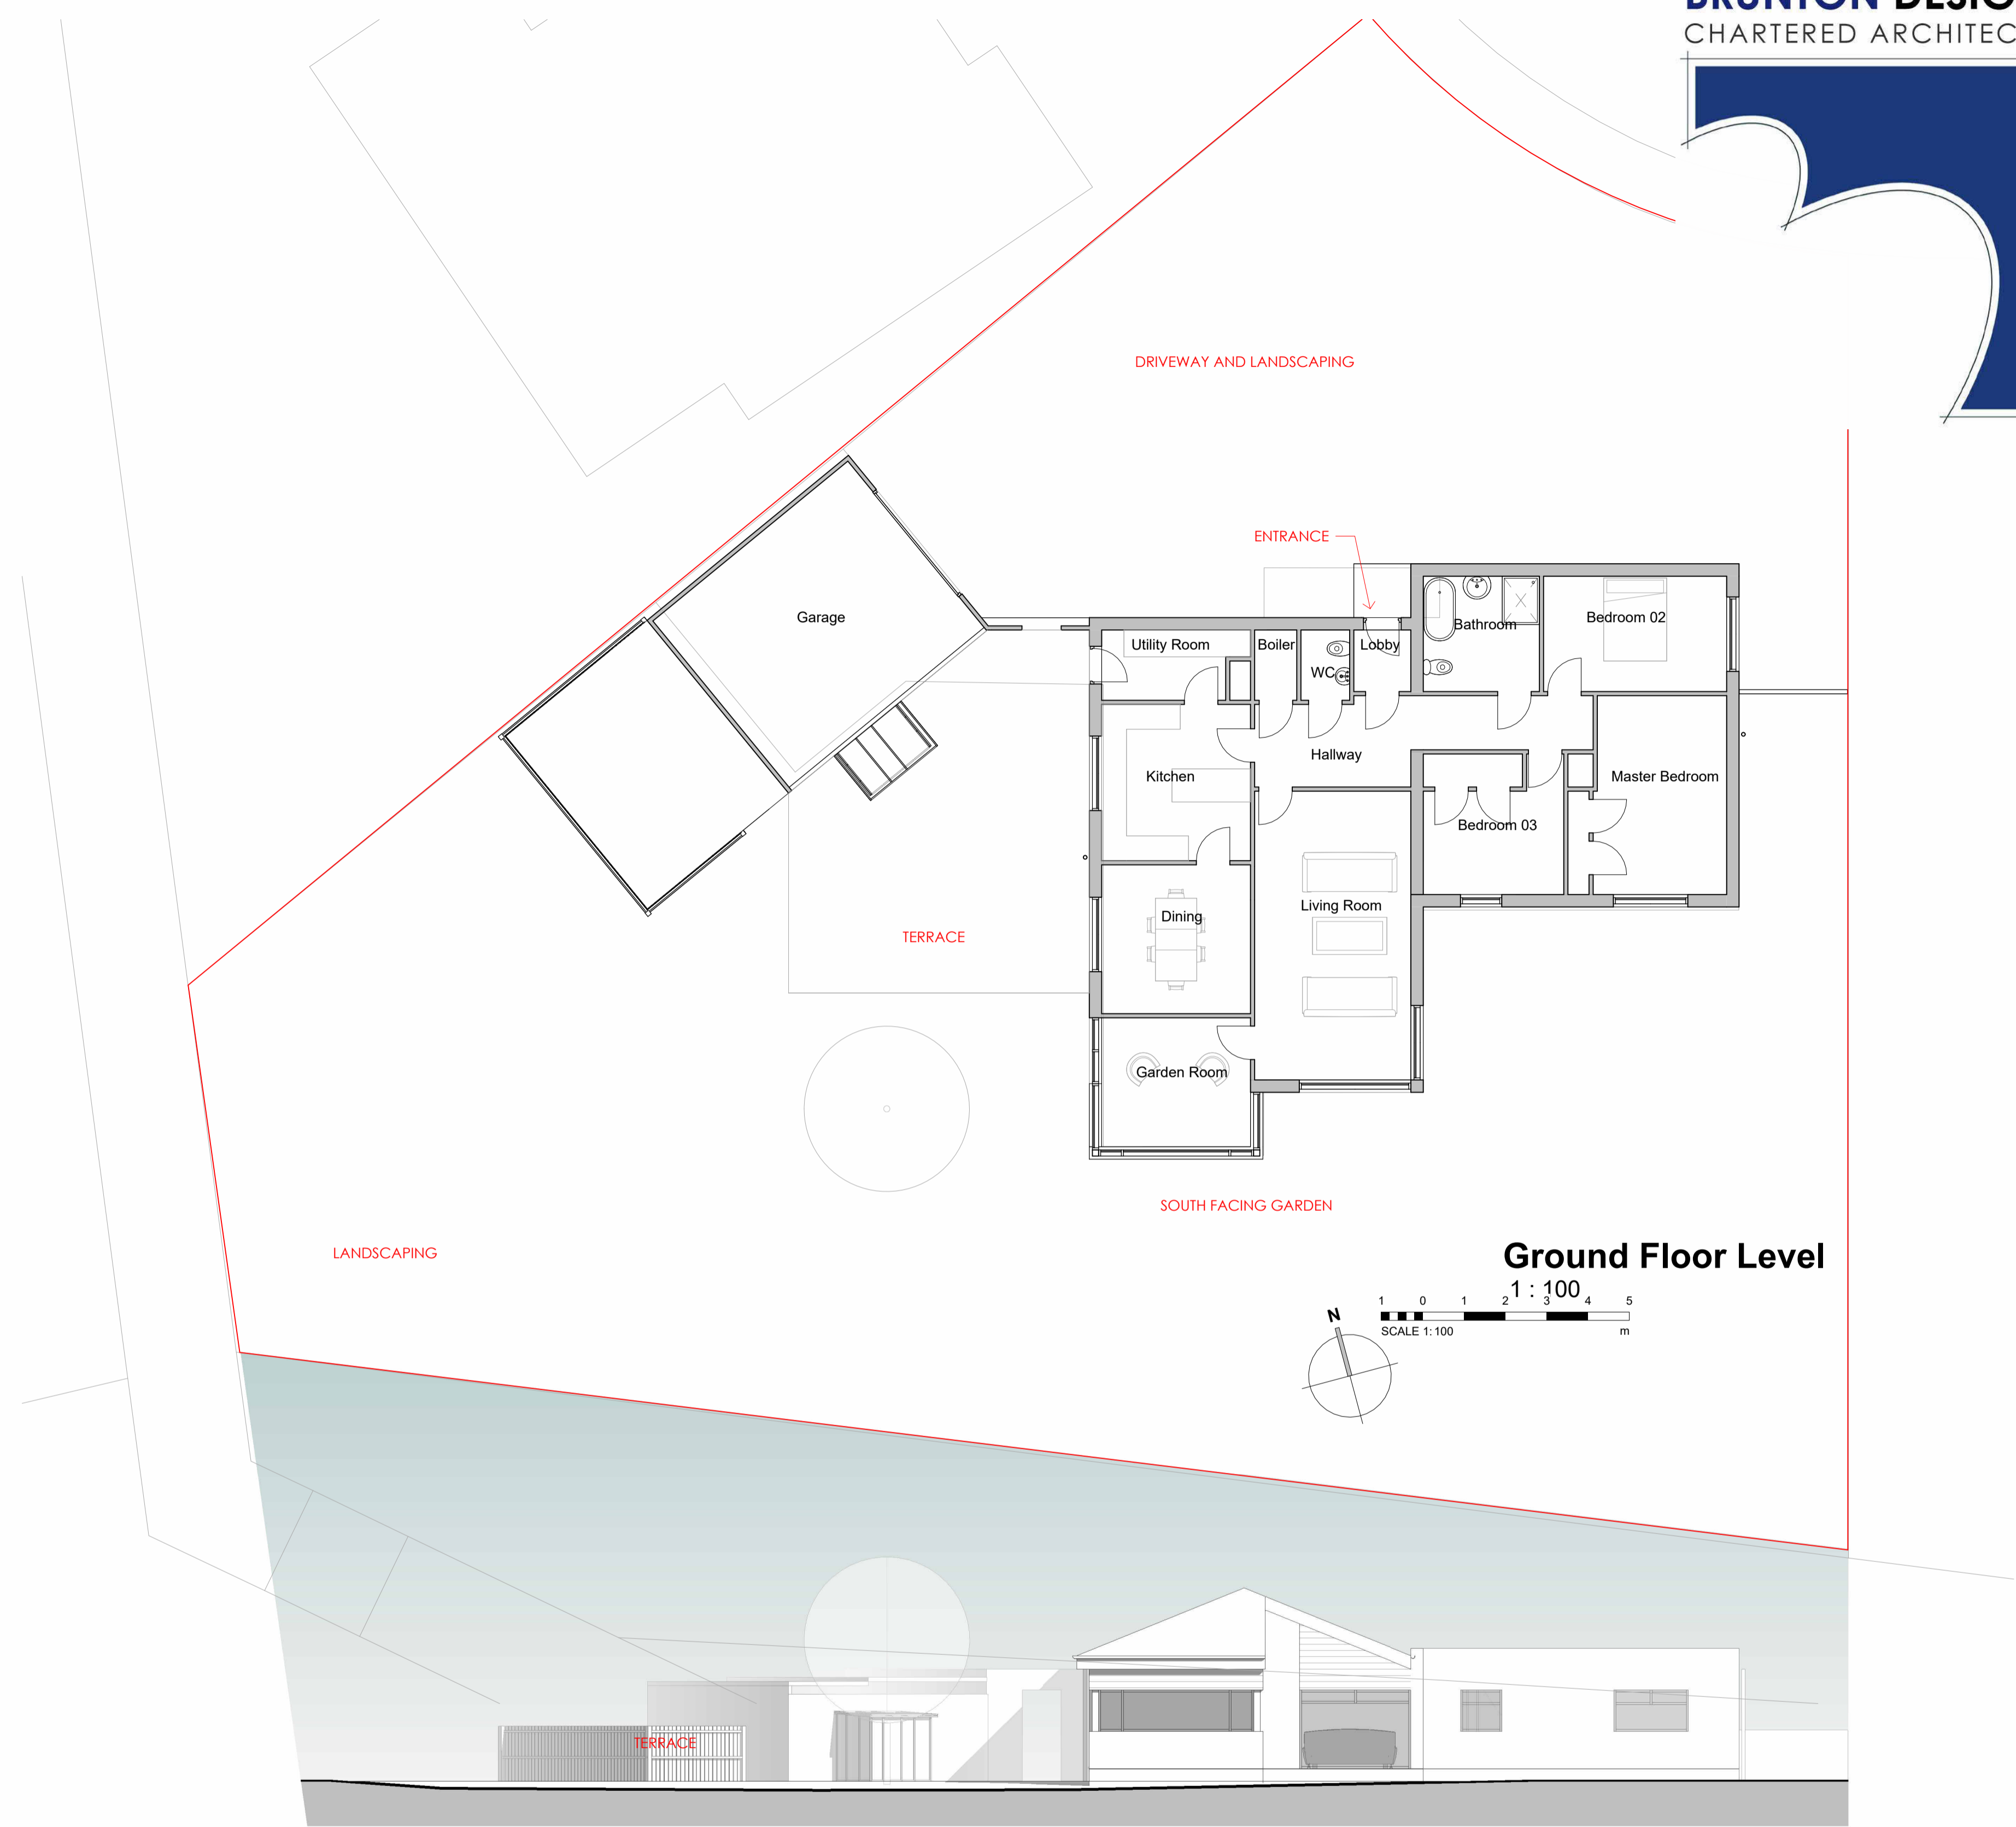 CHARTERED ARCHITEC
DRIVEWAY AND LANDSCAPING
ENTRANCE
Garage
Utility Room
Boiler
WC
Lobby
Bathroom
Bedroom 02
Hallway
Kitchen
Master Bedroom
Bedroom 03
Living Room
Dining
TERRACE
Garden Room
SOUTH FACING GARDEN
LANDSCAPING
Ground Floor Level
1 : 100
1 0 1 2 3 4 5
SCALE 1:100 m
N
TERRACE